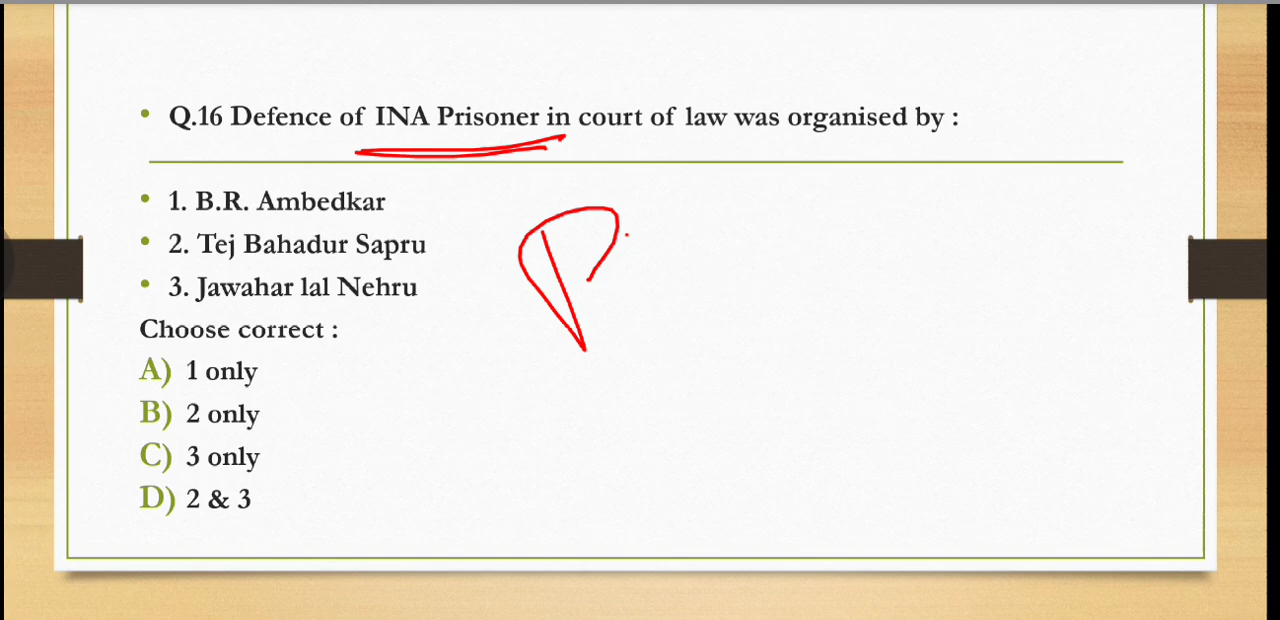 • Q.16 Defence of INA Prisoner in court of law was organised by :
• 1. B.R. Ambedkar
• 2. Tej Bahadur Sapru
• 3. Jawahar lal Nehru
Choose correct :
A) 1 only
B) 2 only
C) 3 only
D) 2 & 3